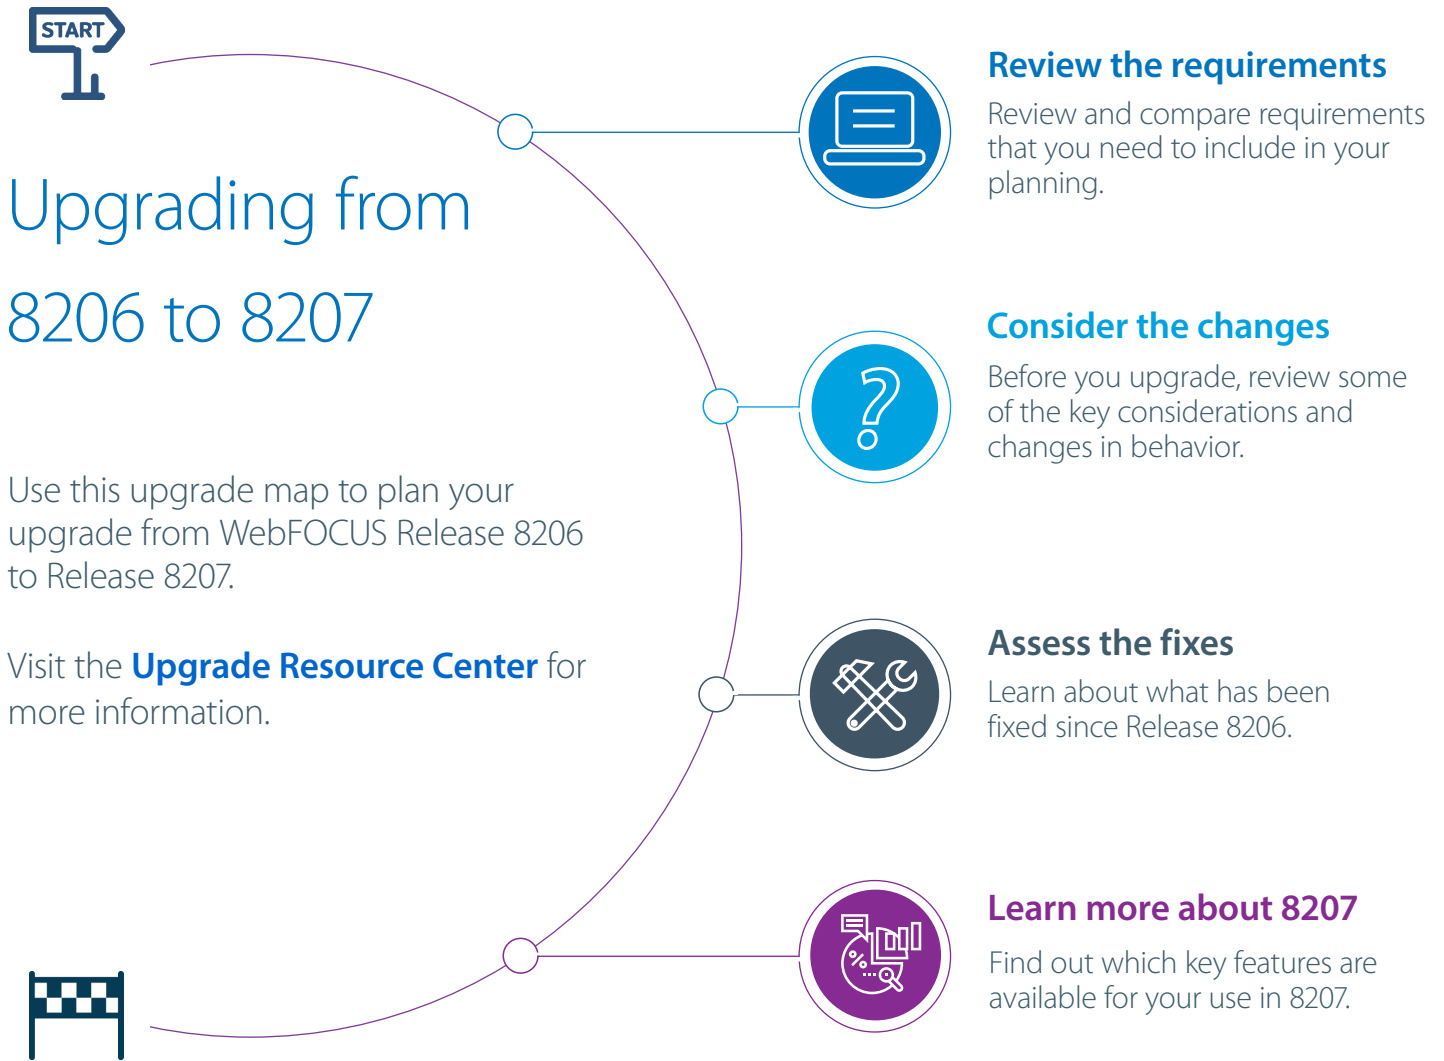 START
Upgrading from
8206 to 8207
Use this upgrade map to plan your
upgrade from WebFOCUS Release 8206
to Release 8207.
Visit the Upgrade Resource Center for
more information.
Review the requirements
Review and compare requirements
that you need to include in your
planning.
Consider the changes
Before you upgrade, review some
of the key considerations and
changes in behavior.
?
Assess the fixes
Learn about what has been
fixed since Release 8206.
Learn more about 8207
Find out which key features are
available for your use in 8207.
%